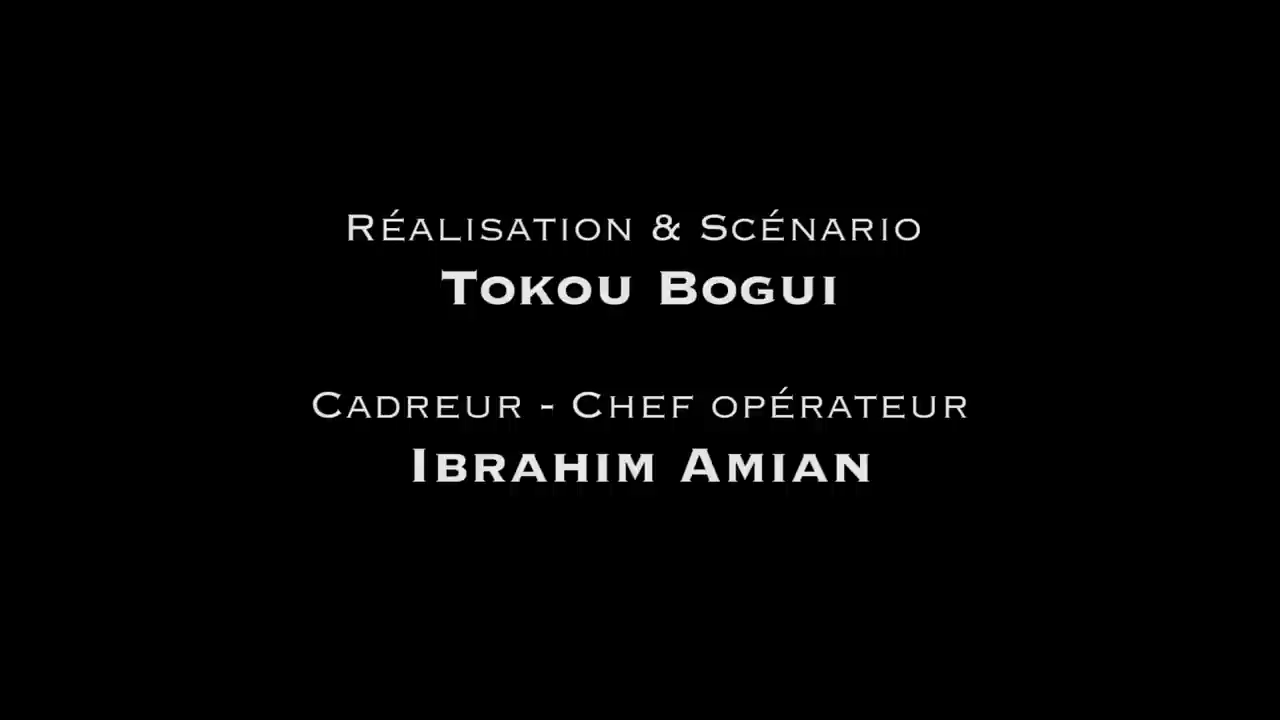 Réalisation & Scénario
Tokou Bogui
Cadreur - Chef opérateur
Ibrahim Amian